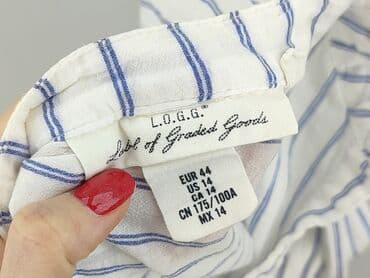 L.O.G.G.®
Label of Graded Goods
EUR 44
US 14
CA 14
CN 175/100A
MX 14